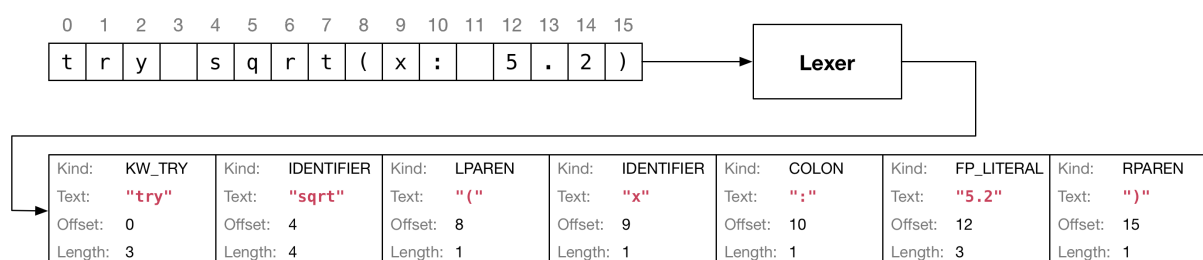 0 1 2 3 4 5 6 7 8 9 10 11 12 13 14 15
t r y s q r t ( x : 5 . 2 )
Lexer
Kind: KW_TRY Kind: IDENTIFIER Kind: LPAREN Kind: IDENTIFIER Kind: COLON Kind: FP_LITERAL Kind: RPAREN
Text: "try" Text: "sqrt" Text: "(" Text: "x" Text: ":" Text: "5.2" Text: ")"
Offset: 0 Offset: 4 Offset: 8 Offset: 9 Offset: 10 Offset: 12 Offset: 15
Length: 3 Length: 4 Length: 1 Length: 1 Length: 1 Length: 3 Length: 1